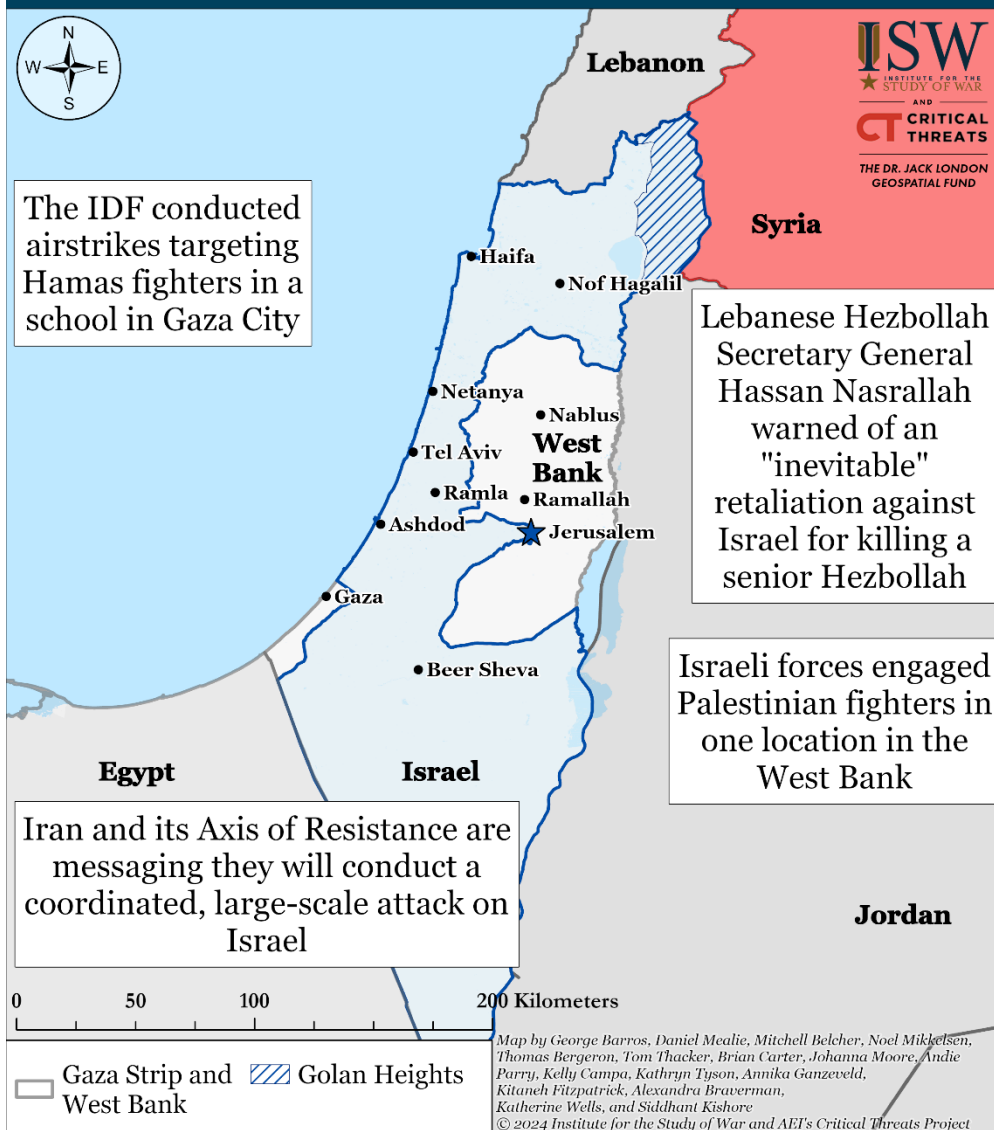 N
W
E
S
Lebanon
ISW
INSTITUTE FOR THE
STUDY OF WAR
AND
CT CRITICAL
THREATS
THE DR. JACK LONDON
GEOSPATIAL FUND
Syria
The IDF conducted
airstrikes targeting
Hamas fighters in a
school in Gaza City
Haifa
Nof Hagalil
Lebanese Hezbollah
Secretary General
Hassan Nasrallah
warned of an
"inevitable"
retaliation against
Israel for killing a
senior Hezbollah
Netanya
Nablus
West
Bank
Tel Aviv
Ramla
Ramallah
Ashdod
Jerusalem
Gaza
Beer Sheva
Israeli forces engaged
Palestinian fighters in
one location in the
West Bank
Egypt
Israel
Iran and its Axis of Resistance are
messaging they will conduct a
coordinated, large-scale attack on
Israel
Jordan
0 50 100 200 Kilometers
Gaza Strip and
West Bank
Golan Heights
Map by George Barros, Daniel Mealie, Mitchell Belcher, Noel Mikkelsen,
Thomas Bergeron, Tom Thacker, Brian Carter, Johanna Moore, Andie
Parry, Kelly Campa, Kathryn Tyson, Annika Ganzeveld,
Kitaneh Fitzpatrick, Alexandra Braverman,
Katherine Wells, and Siddhant Kishore
© 2024 Institute for the Study of War and AEI's Critical Threats Project